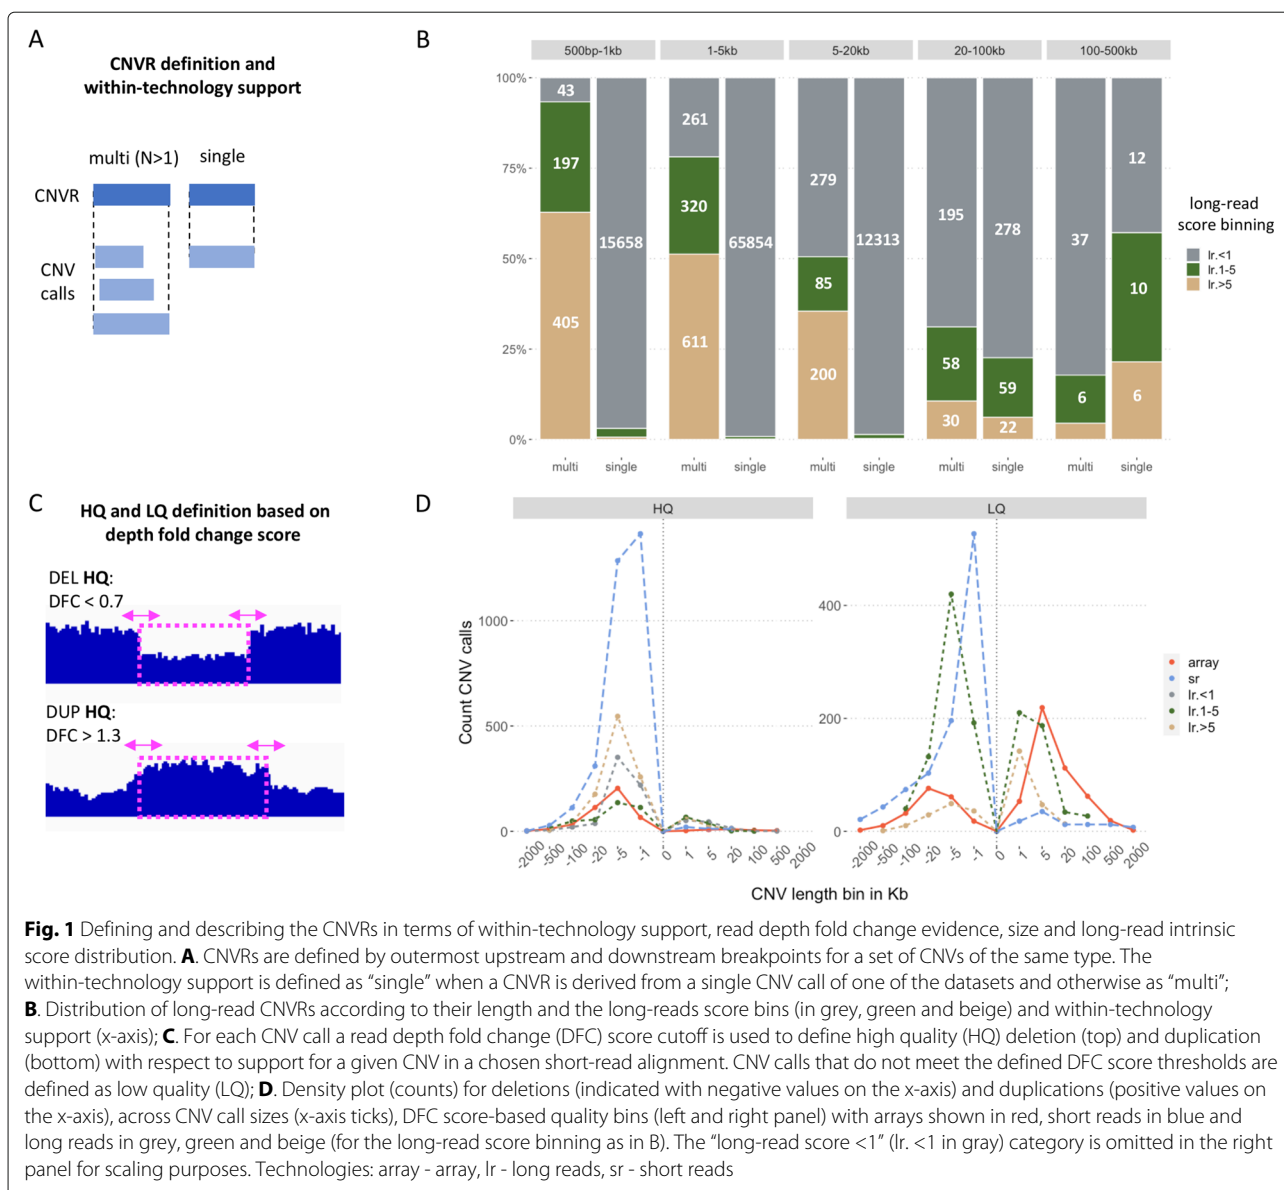 A
CNVR definition and
within-technology support
multi (N>1) single
CNVR
CNV
calls
B
500bp-1kb 1-5kb 5-20kb 20-100kb 100-500kb
100%
75%
50%
25%
0%
43
197
405
15658
261
320
611
65854
279
85
200
12313
195
58
30
278
59
22
37
6
12
10
6
multi single multi single multi single multi single multi single
long-read
score binning
lr.<1
lr.1-5
lr.>5
C
HQ and LQ definition based on
depth fold change score
DEL HQ:
DFC < 0.7
DUP HQ:
DFC > 1.3
D
HQ LQ
Count CNV calls
1000
500
0
400
200
0
-2000 -500 -100 -20 -5 -1 0 1 5 20 100 500 2000
-2000 -500 -100 -20 -5 -1 0 1 5 20 100 500 2000
CNV length bin in Kb
array
sr
lr.<1
lr.1-5
lr.>5
Fig. 1 Defining and describing the CNVRs in terms of within-technology support, read depth fold change evidence, size and long-read intrinsic
score distribution. A. CNVRs are defined by outermost upstream and downstream breakpoints for a set of CNVs of the same type. The
within-technology support is defined as “single” when a CNVR is derived from a single CNV call of one of the datasets and otherwise as “multi”;
B. Distribution of long-read CNVRs according to their length and the long-reads score bins (in grey, green and beige) and within-technology
support (x-axis); C. For each CNV call a read depth fold change (DFC) score cutoff is used to define high quality (HQ) deletion (top) and duplication
(bottom) with respect to support for a given CNV in a chosen short-read alignment. CNV calls that do not meet the defined DFC score thresholds are
defined as low quality (LQ); D. Density plot (counts) for deletions (indicated with negative values on the x-axis) and duplications (positive values on
the x-axis), across CNV call sizes (x-axis ticks), DFC score-based quality bins (left and right panel) with arrays shown in red, short reads in blue and
long reads in grey, green and beige (for the long-read score binning as in B). The “long-read score <1” (lr. <1 in gray) category is omitted in the right
panel for scaling purposes. Technologies: array - array, lr - long reads, sr - short reads